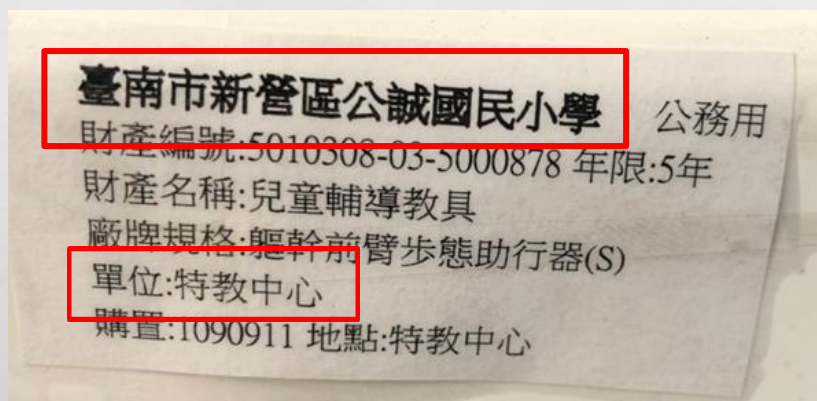 臺南市新營區公誠國民小學 公務用
財產編號:5010308-03-5000878 年限:5年
財產名稱:兒童輔導教具
廠牌規格:軀幹前臂步態助行器(S)
單位:特教中心
購置:1090911 地點:特教中心